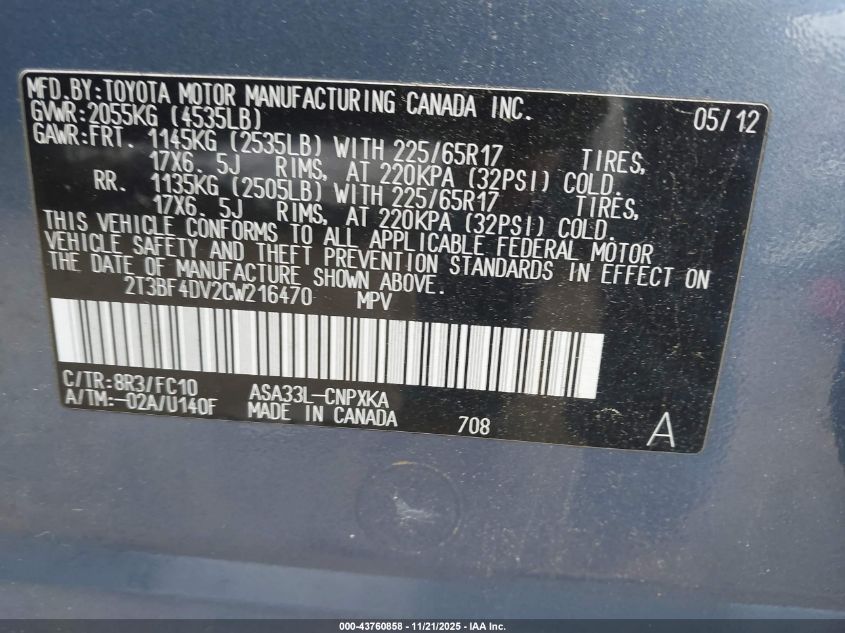 MFD.BY:TOYOTA MOTOR MANUFACTURING CANADA INC. 05/12
GVWR:2055KG (4535LB)
GAWR:FRT. 1145KG (2535LB) WITH 225/65R17 TIRES,
17X6.5J RIMS, AT 220KPA (32PSI) COLD.
RR. 1135KG (2505LB) WITH 225/65R17 TIRES,
17X6.5J RIMS, AT 220KPA (32PSI) COLD.
THIS VEHICLE CONFORMS TO ALL APPLICABLE FEDERAL MOTOR
VEHICLE SAFETY AND THEFT PREVENTION STANDARDS IN EFFECT ON
THE DATE OF MANUFACTURE SHOWN ABOVE.
2T3BF4DV2CW216470 MPV
C/TR:8R3/FC10 ASA33L-CNPXKA
A/TM:-02A/U140F MADE IN CANADA 708 A
000-43760858 - 11/21/2025 - IAA Inc.